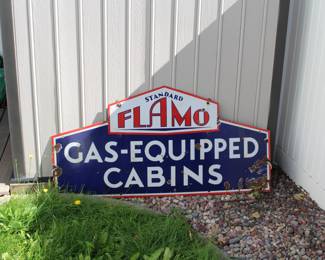 STANDARD
FLAMO
GAS-EQUIPPED
CABINS